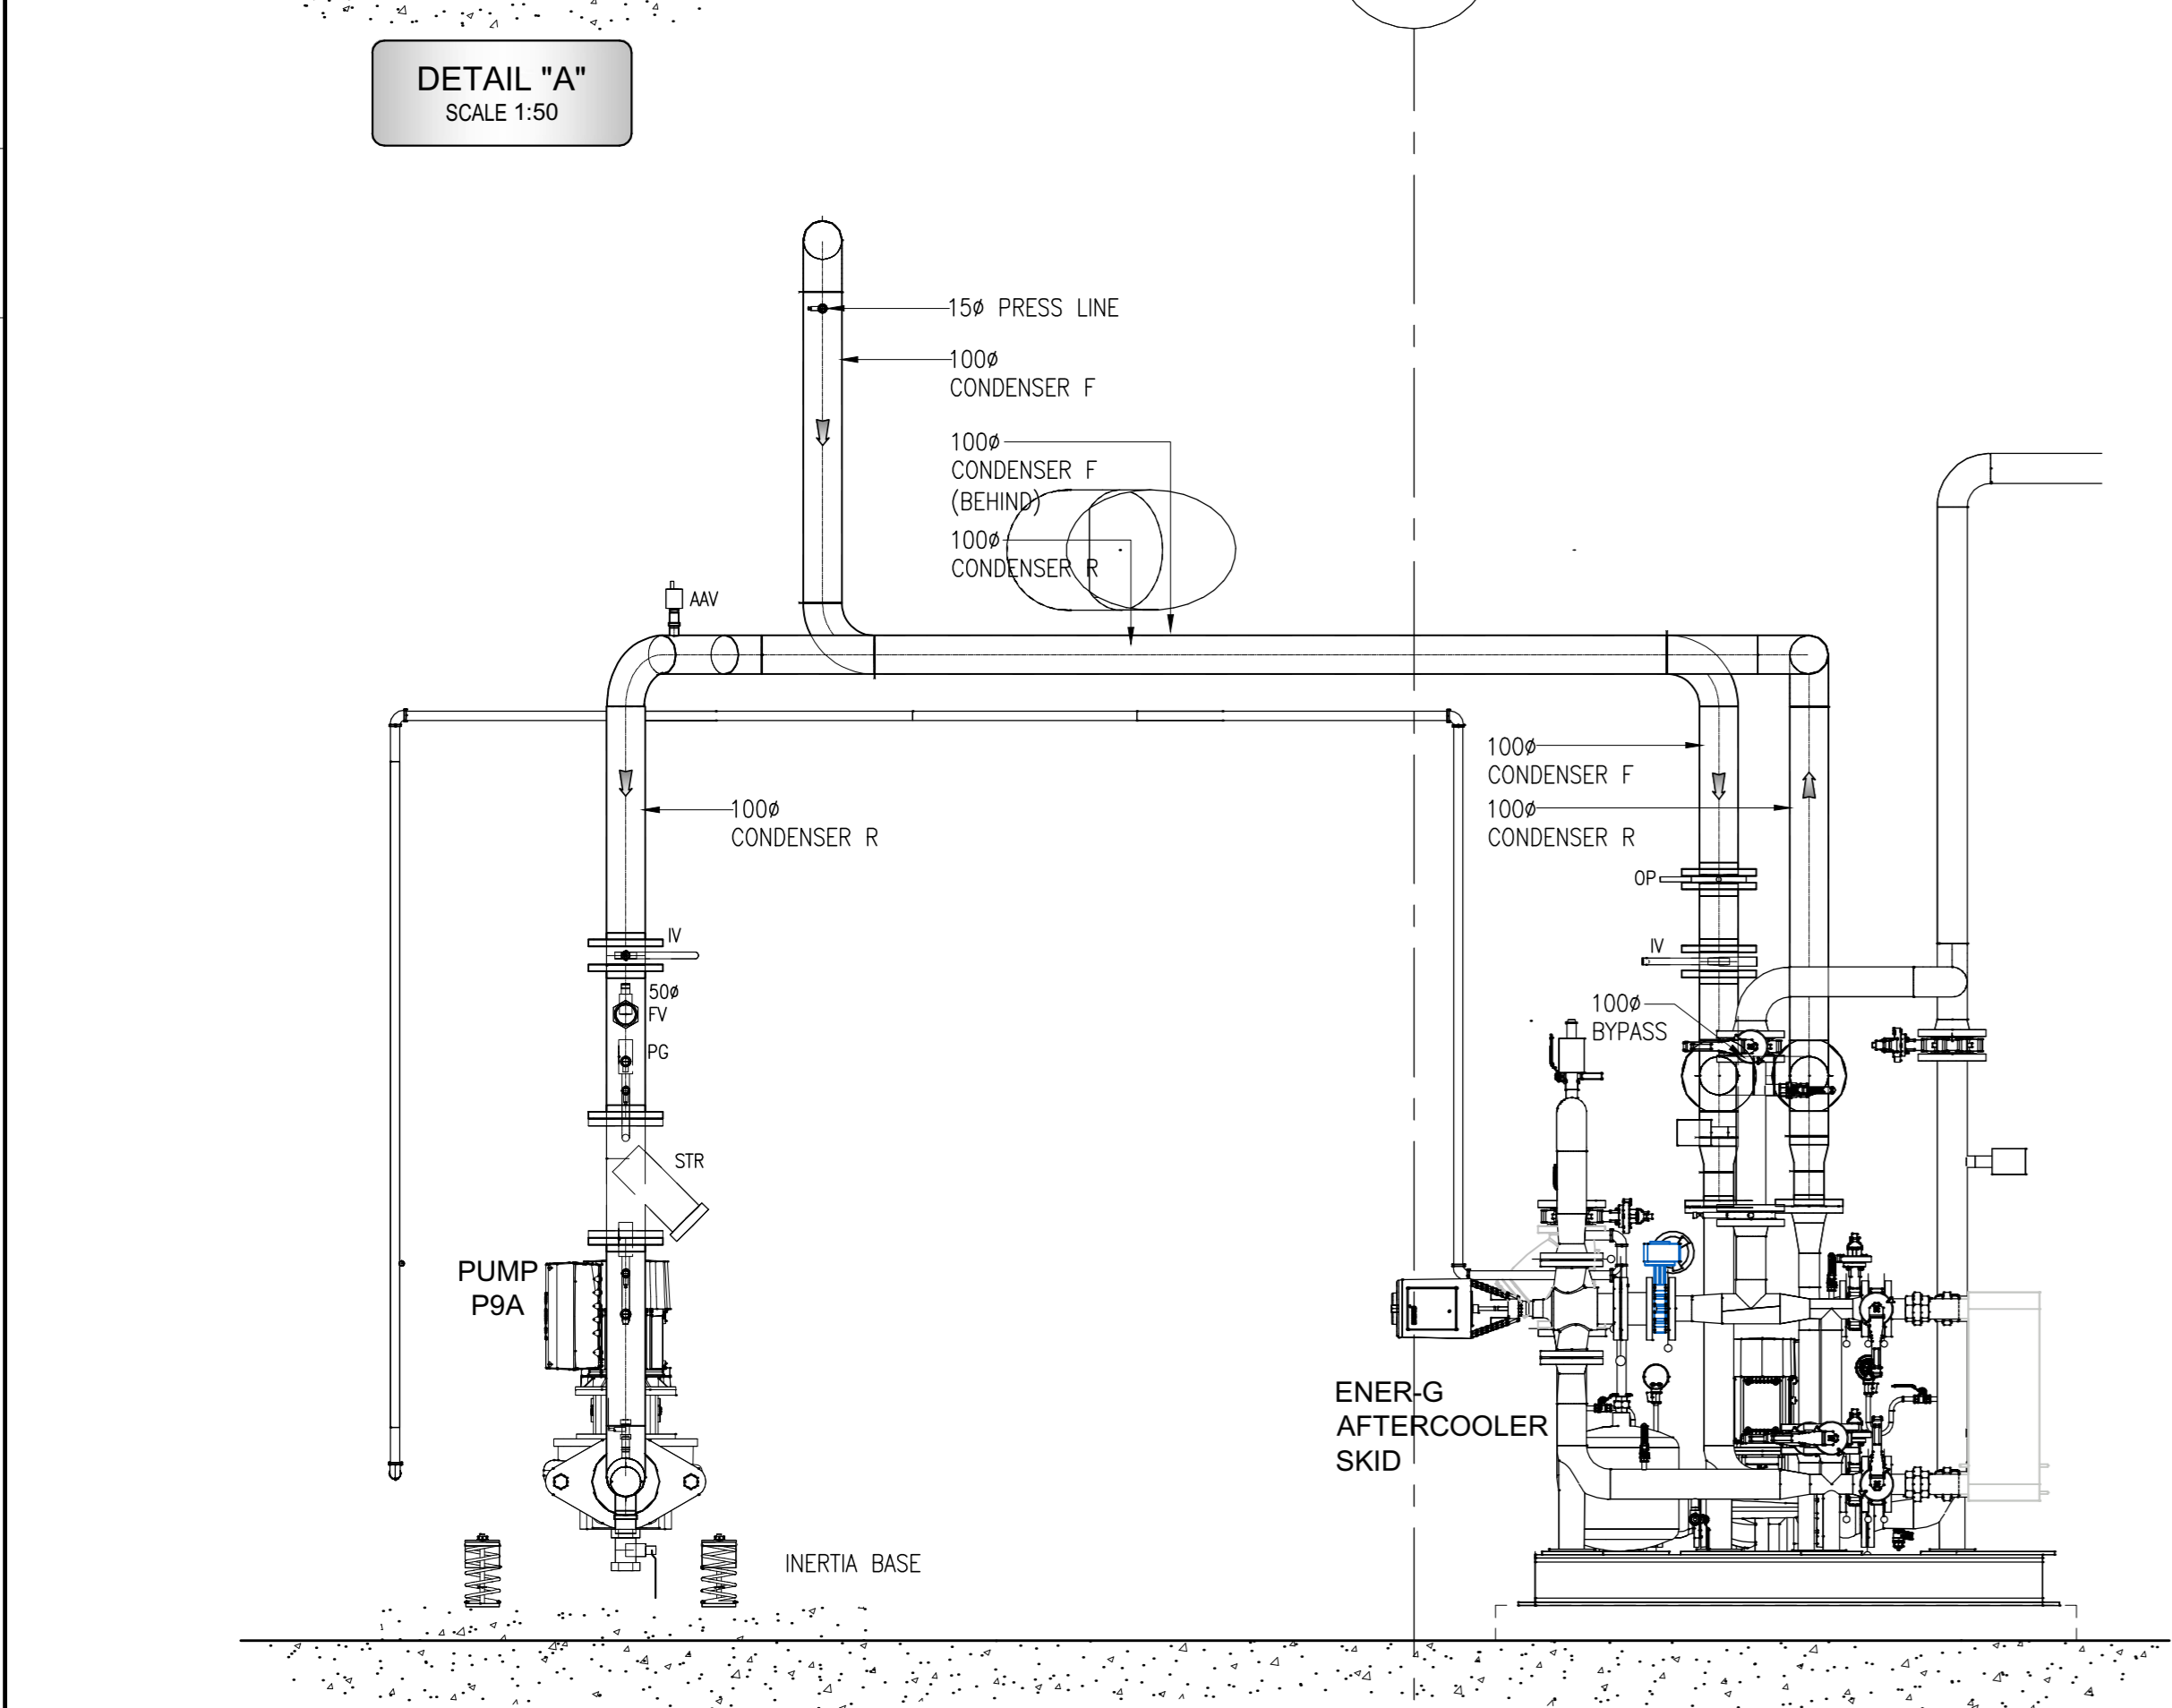 DETAIL "A"
SCALE 1:50
15ø PRESS LINE
100ø
CONDENSER F
100ø
CONDENSER F
(BEHIND)
100ø
CONDENSER R
AAV
100ø
CONDENSER F
100ø
CONDENSER R
100ø
CONDENSER R
OP
IV
IV
50ø
FV
100ø
BYPASS
PG
STR
PUMP
P9A
ENER-G
AFTERCOOLER
SKID
INERTIA BASE